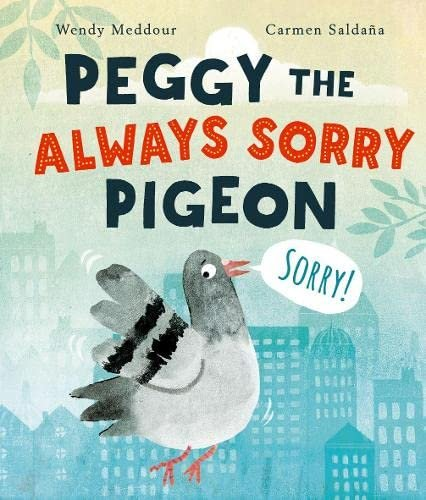 Wendy Meddour Carmen Saldaña
PEGGY THE
ALWAYS SORRY
PIGEON
SORRY!